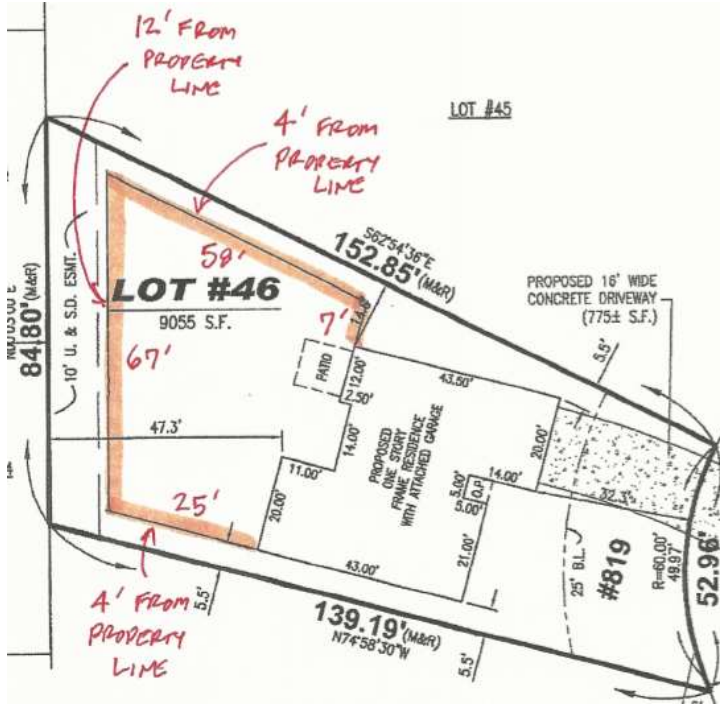 12' FROM
PROPERTY
LINE
LOT #45
4' FROM
PROPERTY
LINE
S62°54'36"E
152.85' (M&R)
58'
PROPOSED 16' WIDE
CONCRETE DRIVEWAY
(775± S.F.)
LOT #46
9055 S.F.
10' U. & S.D. ESMT.
84.80' (M&R)
7'
14.6'
5.5'
67'
PATIO
12.00'
2.50'
43.50'
47.3'
14.00'
11.00'
20.00'
PROPOSED
ONE STORY
FRAME RESIDENCE
WITH ATTACHED GARAGE
20.00'
14.00'
5.00'
5.00'
O.P.
32.3'
25'
21.00'
43.00'
25' B.L.
#819
R=60.00'
49.97'
52.96'
4' FROM
PROPERTY
LINE
5.5'
139.19' (M&R)
N74°58'30"W
5.5'